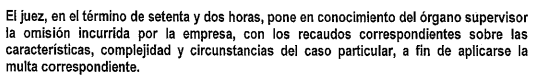 El juez, en el término de setenta y dos horas, pone en conocimiento del órgano supervisor
la omisión incurrida por la empresa, con los recaudos correspondientes sobre las
características, complejidad y circunstancias del caso particular, a fin de aplicarse la
multa correspondiente.